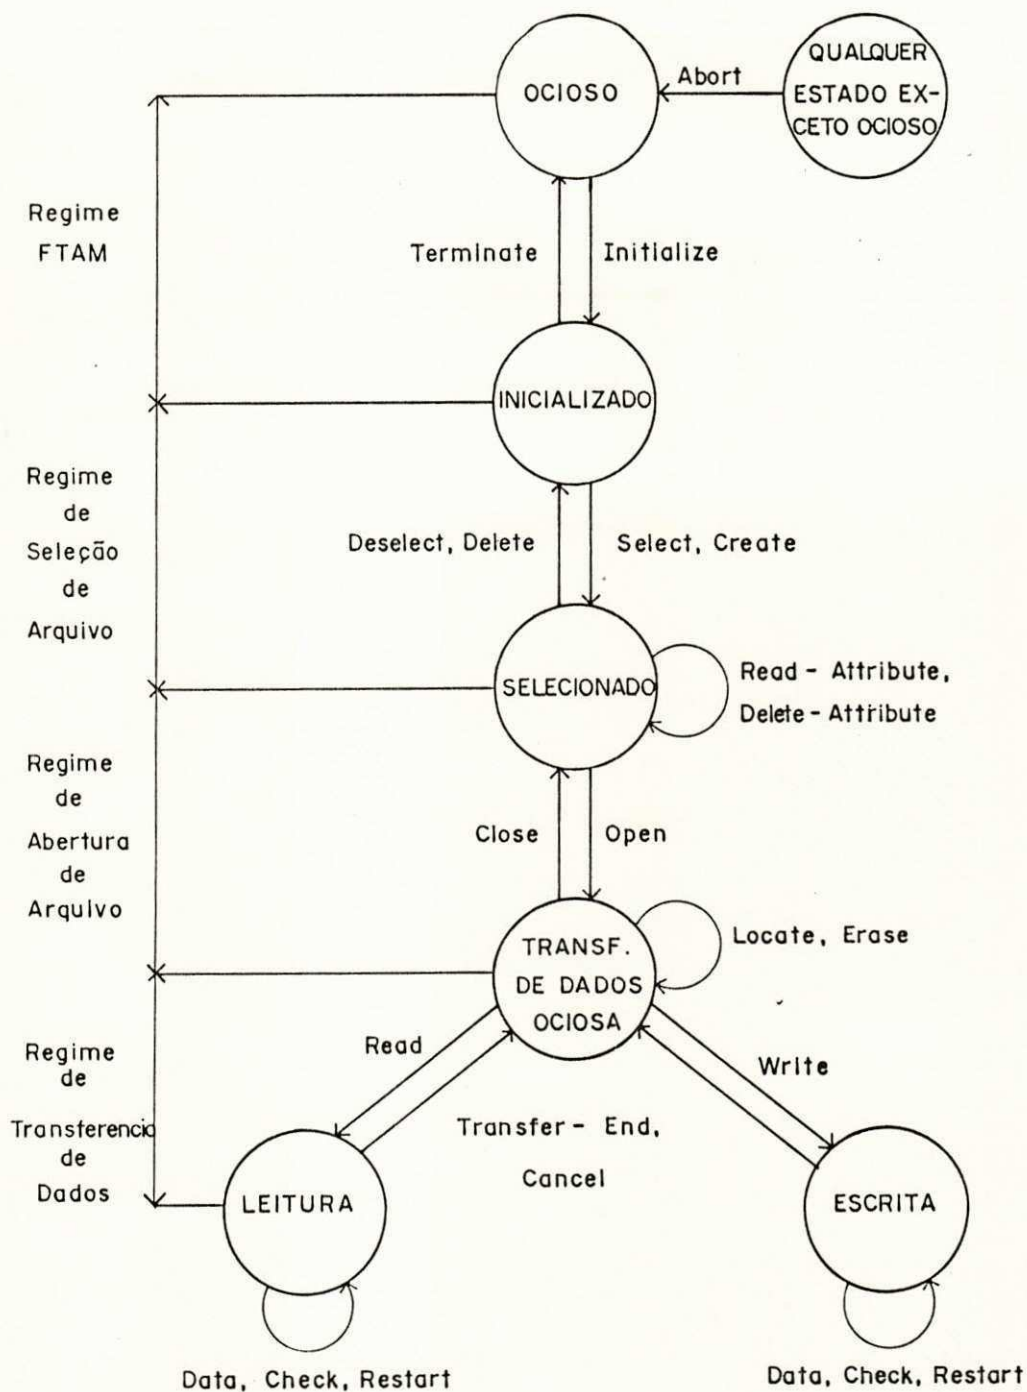 OCIOSO
Abort
QUALQUER
ESTADO EX-
CETO OCIOSO
Regime
FTAM
Terminate
Initialize
INICIALIZADO
Regime
de
Seleção
de
Arquivo
Deselect, Delete
Select, Create
SELECIONADO
Read - Attribute,
Delete - Attribute
Regime
de
Abertura
de
Arquivo
Close
Open
TRANSF.
DE DADOS
OCIOSA
Locate, Erase
Regime
de
Transferencia
de
Dados
Read
Write
Transfer - End,
Cancel
LEITURA
ESCRITA
Data, Check, Restart
Data, Check, Restart